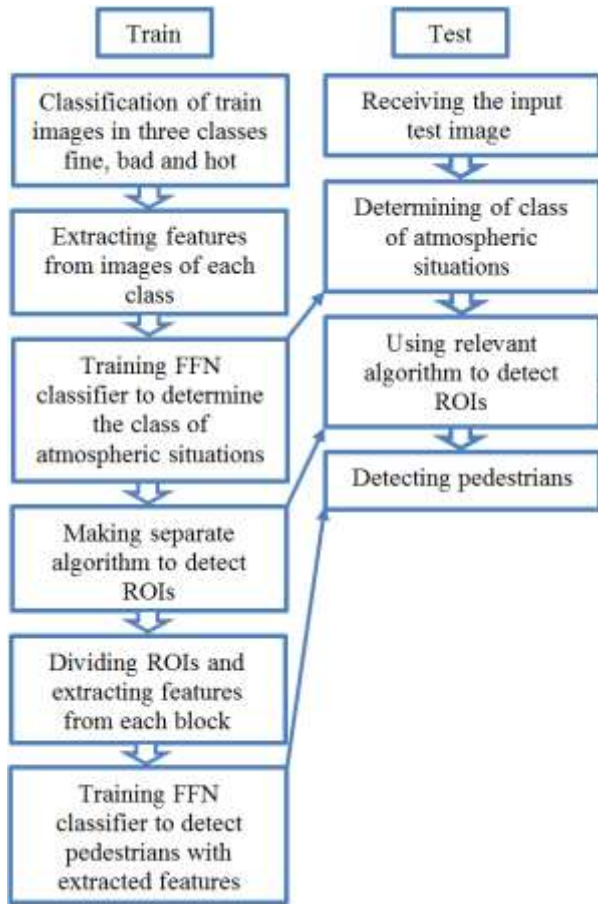 Train
Classification of train
images in three classes
fine, bad and hot
Extracting features
from images of each
class
Training FFN
classifier to determine
the class of
atmospheric situations
Making separate
algorithm to detect
ROIs
Dividing ROIs and
extracting features
from each block
Training FFN
classifier to detect
pedestrians with
extracted features
Test
Receiving the input
test image
Determining of class
of atmospheric
situations
Using relevant
algorithm to detect
ROIs
Detecting pedestrians